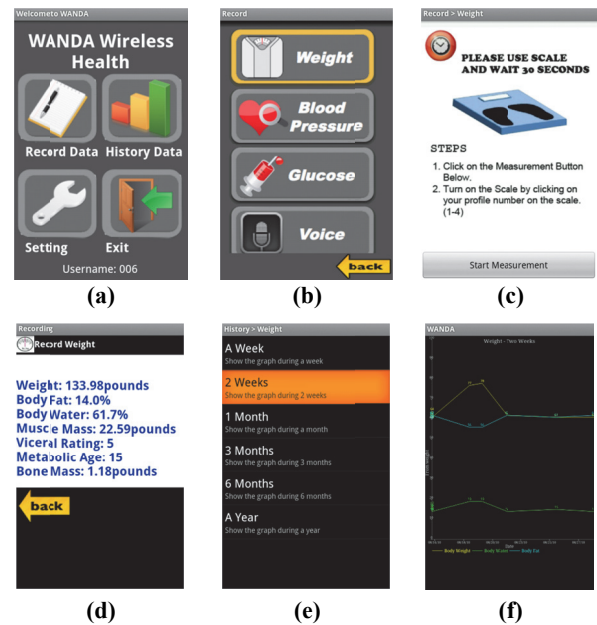 Welcometo WANDA
WANDA Wireless
Health
Record Data
History Data
Setting
Exit
Username: 006
(a)
Record
Weight
Blood
Pressure
Glucose
Voice
back
(b)
Record > Weight
PLEASE USE SCALE
AND WAIT 30 SECONDS
STEPS
1. Click on the Measurement Button
Below.
2. Turn on the Scale by clicking on
your profile number on the scale.
(1-4)
Start Measurement
(c)
Recording
Record Weight
Weight: 133.98pounds
Body Fat: 14.0%
Body Water: 61.7%
Muscle Mass: 22.59pounds
Viceral Rating: 5
Metabolic Age: 15
Bone Mass: 1.18pounds
back
(d)
History > Weight
A Week
Show the graph during a week
2 Weeks
Show the graph during 2 weeks
1 Month
Show the graph during a month
3 Months
Show the graph during 3 months
6 Months
Show the graph during 6 months
A Year
Show the graph during a year
(e)
WANDA
Weight - Two Weeks
Date
Body Weight
Body Water
Body Fat
(f)